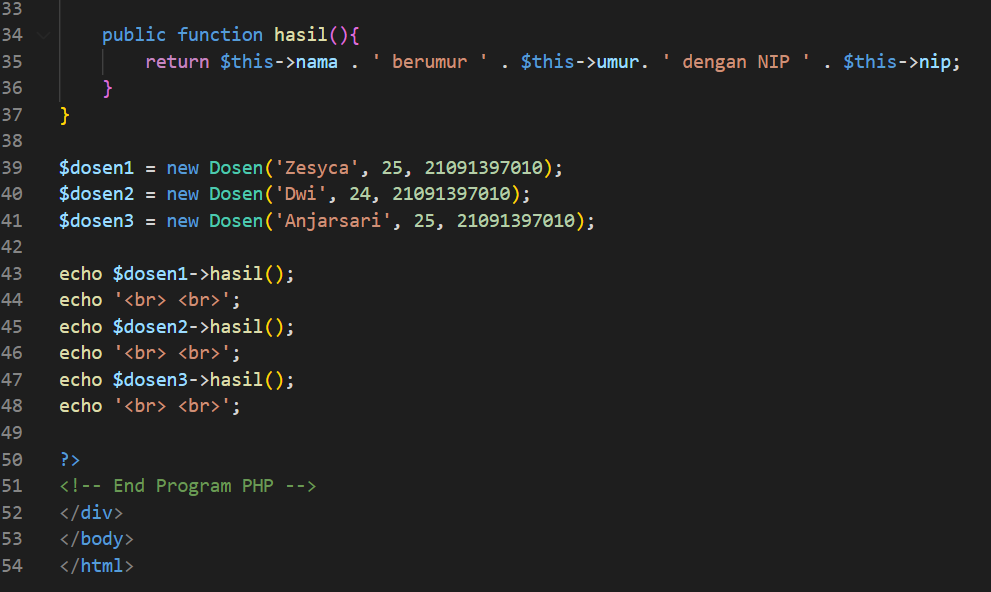 33
34 public function hasil(){
35 return $this->nama . ' berumur ' . $this->umur. ' dengan NIP ' . $this->nip;
36 }
37 }
38
39 $dosen1 = new Dosen('Zesyca', 25, 21091397010);
40 $dosen2 = new Dosen('Dwi', 24, 21091397010);
41 $dosen3 = new Dosen('Anjarsari', 25, 21091397010);
42
43 echo $dosen1->hasil();
44 echo '<br> <br>';
45 echo $dosen2->hasil();
46 echo '<br> <br>';
47 echo $dosen3->hasil();
48 echo '<br> <br>';
49
50 ?>
51 <!-- End Program PHP -->
52 </div>
53 </body>
54 </html>